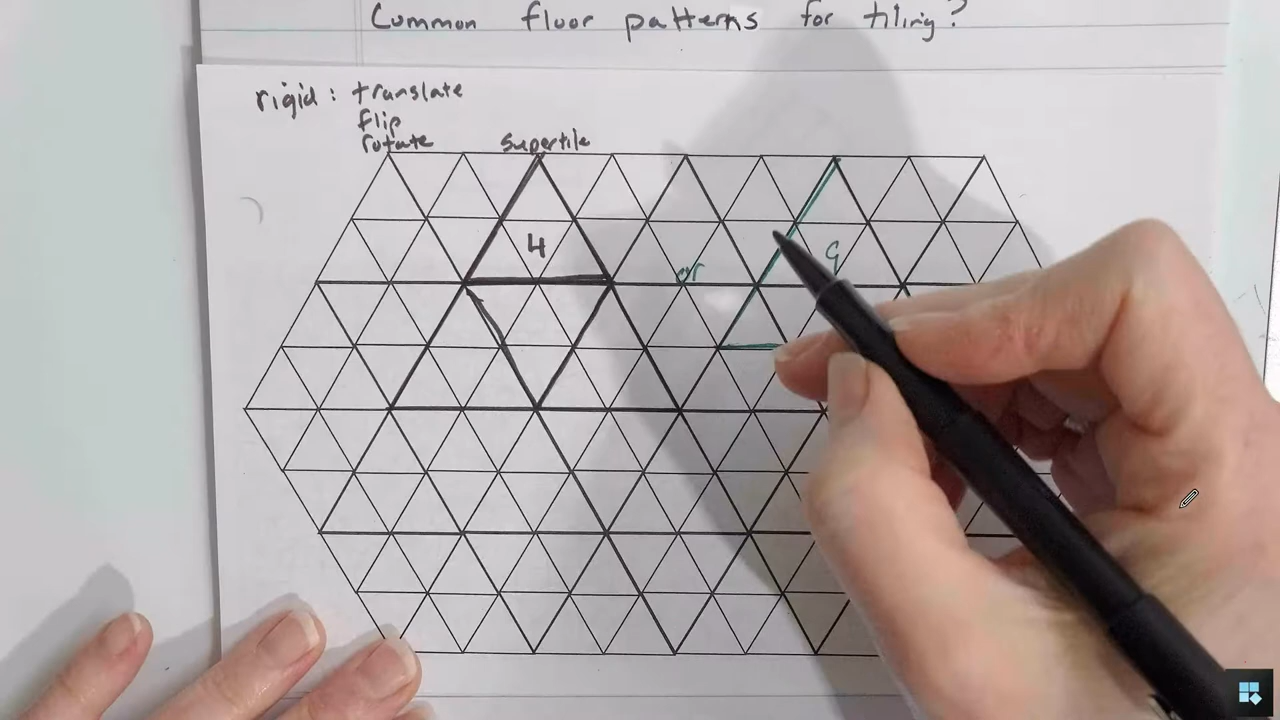 Common floor patterns for tiling?
rigid: translate
flip
rotate
supertile
4
or
9